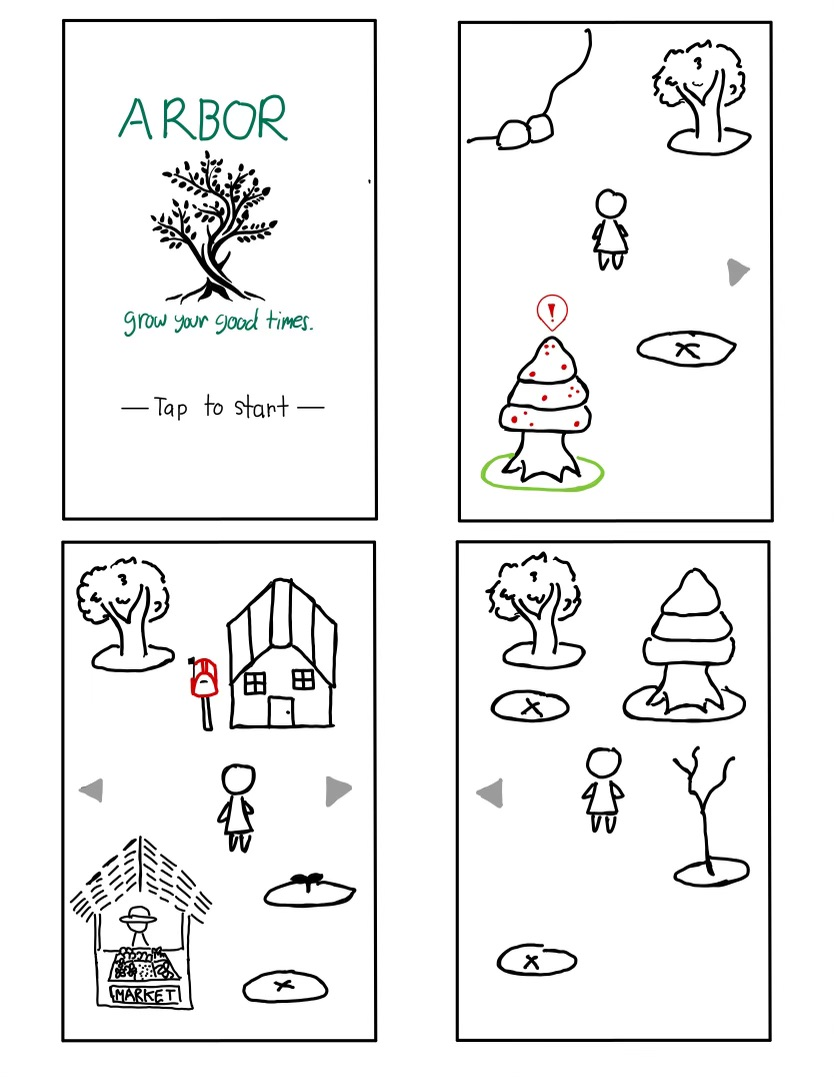 ARBOR
grow your good times.
— Tap to start —
!
MARKET